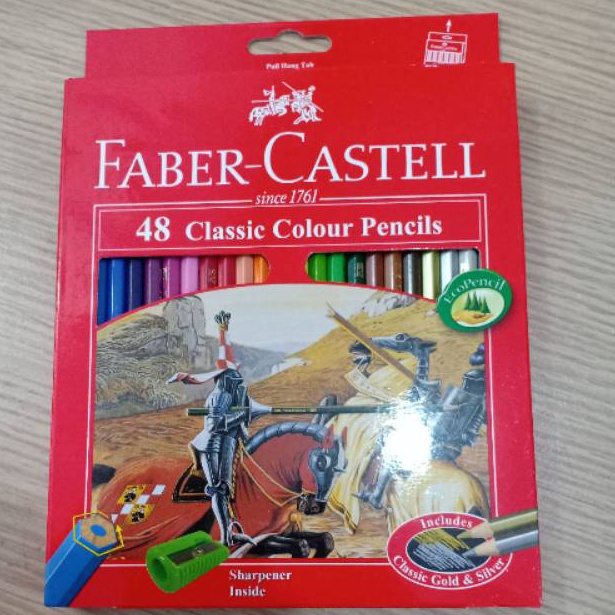 Pull Hang Tab
FABER-CASTELL
since 1761
48 Classic Colour Pencils
EcoPencil
Includes
Classic Gold & Silver
Sharpener
Inside